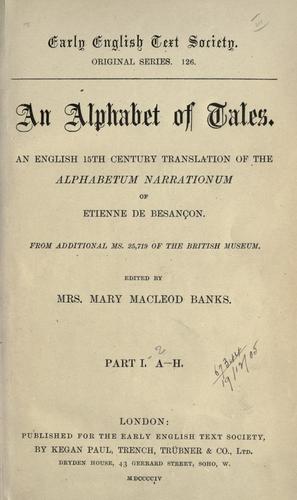 Early English Text Society.
ORIGINAL SERIES. 126.
An Alphabet of Tales.
AN ENGLISH 15TH CENTURY TRANSLATION OF THE
ALPHABETUM NARRATIONUM
OF
ETIENNE DE BESANÇON.
FROM ADDITIONAL MS. 25,719 OF THE BRITISH MUSEUM.
EDITED BY
MRS. MARY MACLEOD BANKS.
PART I. A–H.
19/12/05
LONDON:
PUBLISHED FOR THE EARLY ENGLISH TEXT SOCIETY,
BY KEGAN PAUL, TRENCH, TRÜBNER & CO., LTD.
DRYDEN HOUSE, 43 GERRARD STREET, SOHO, W.
MDCCCCIV